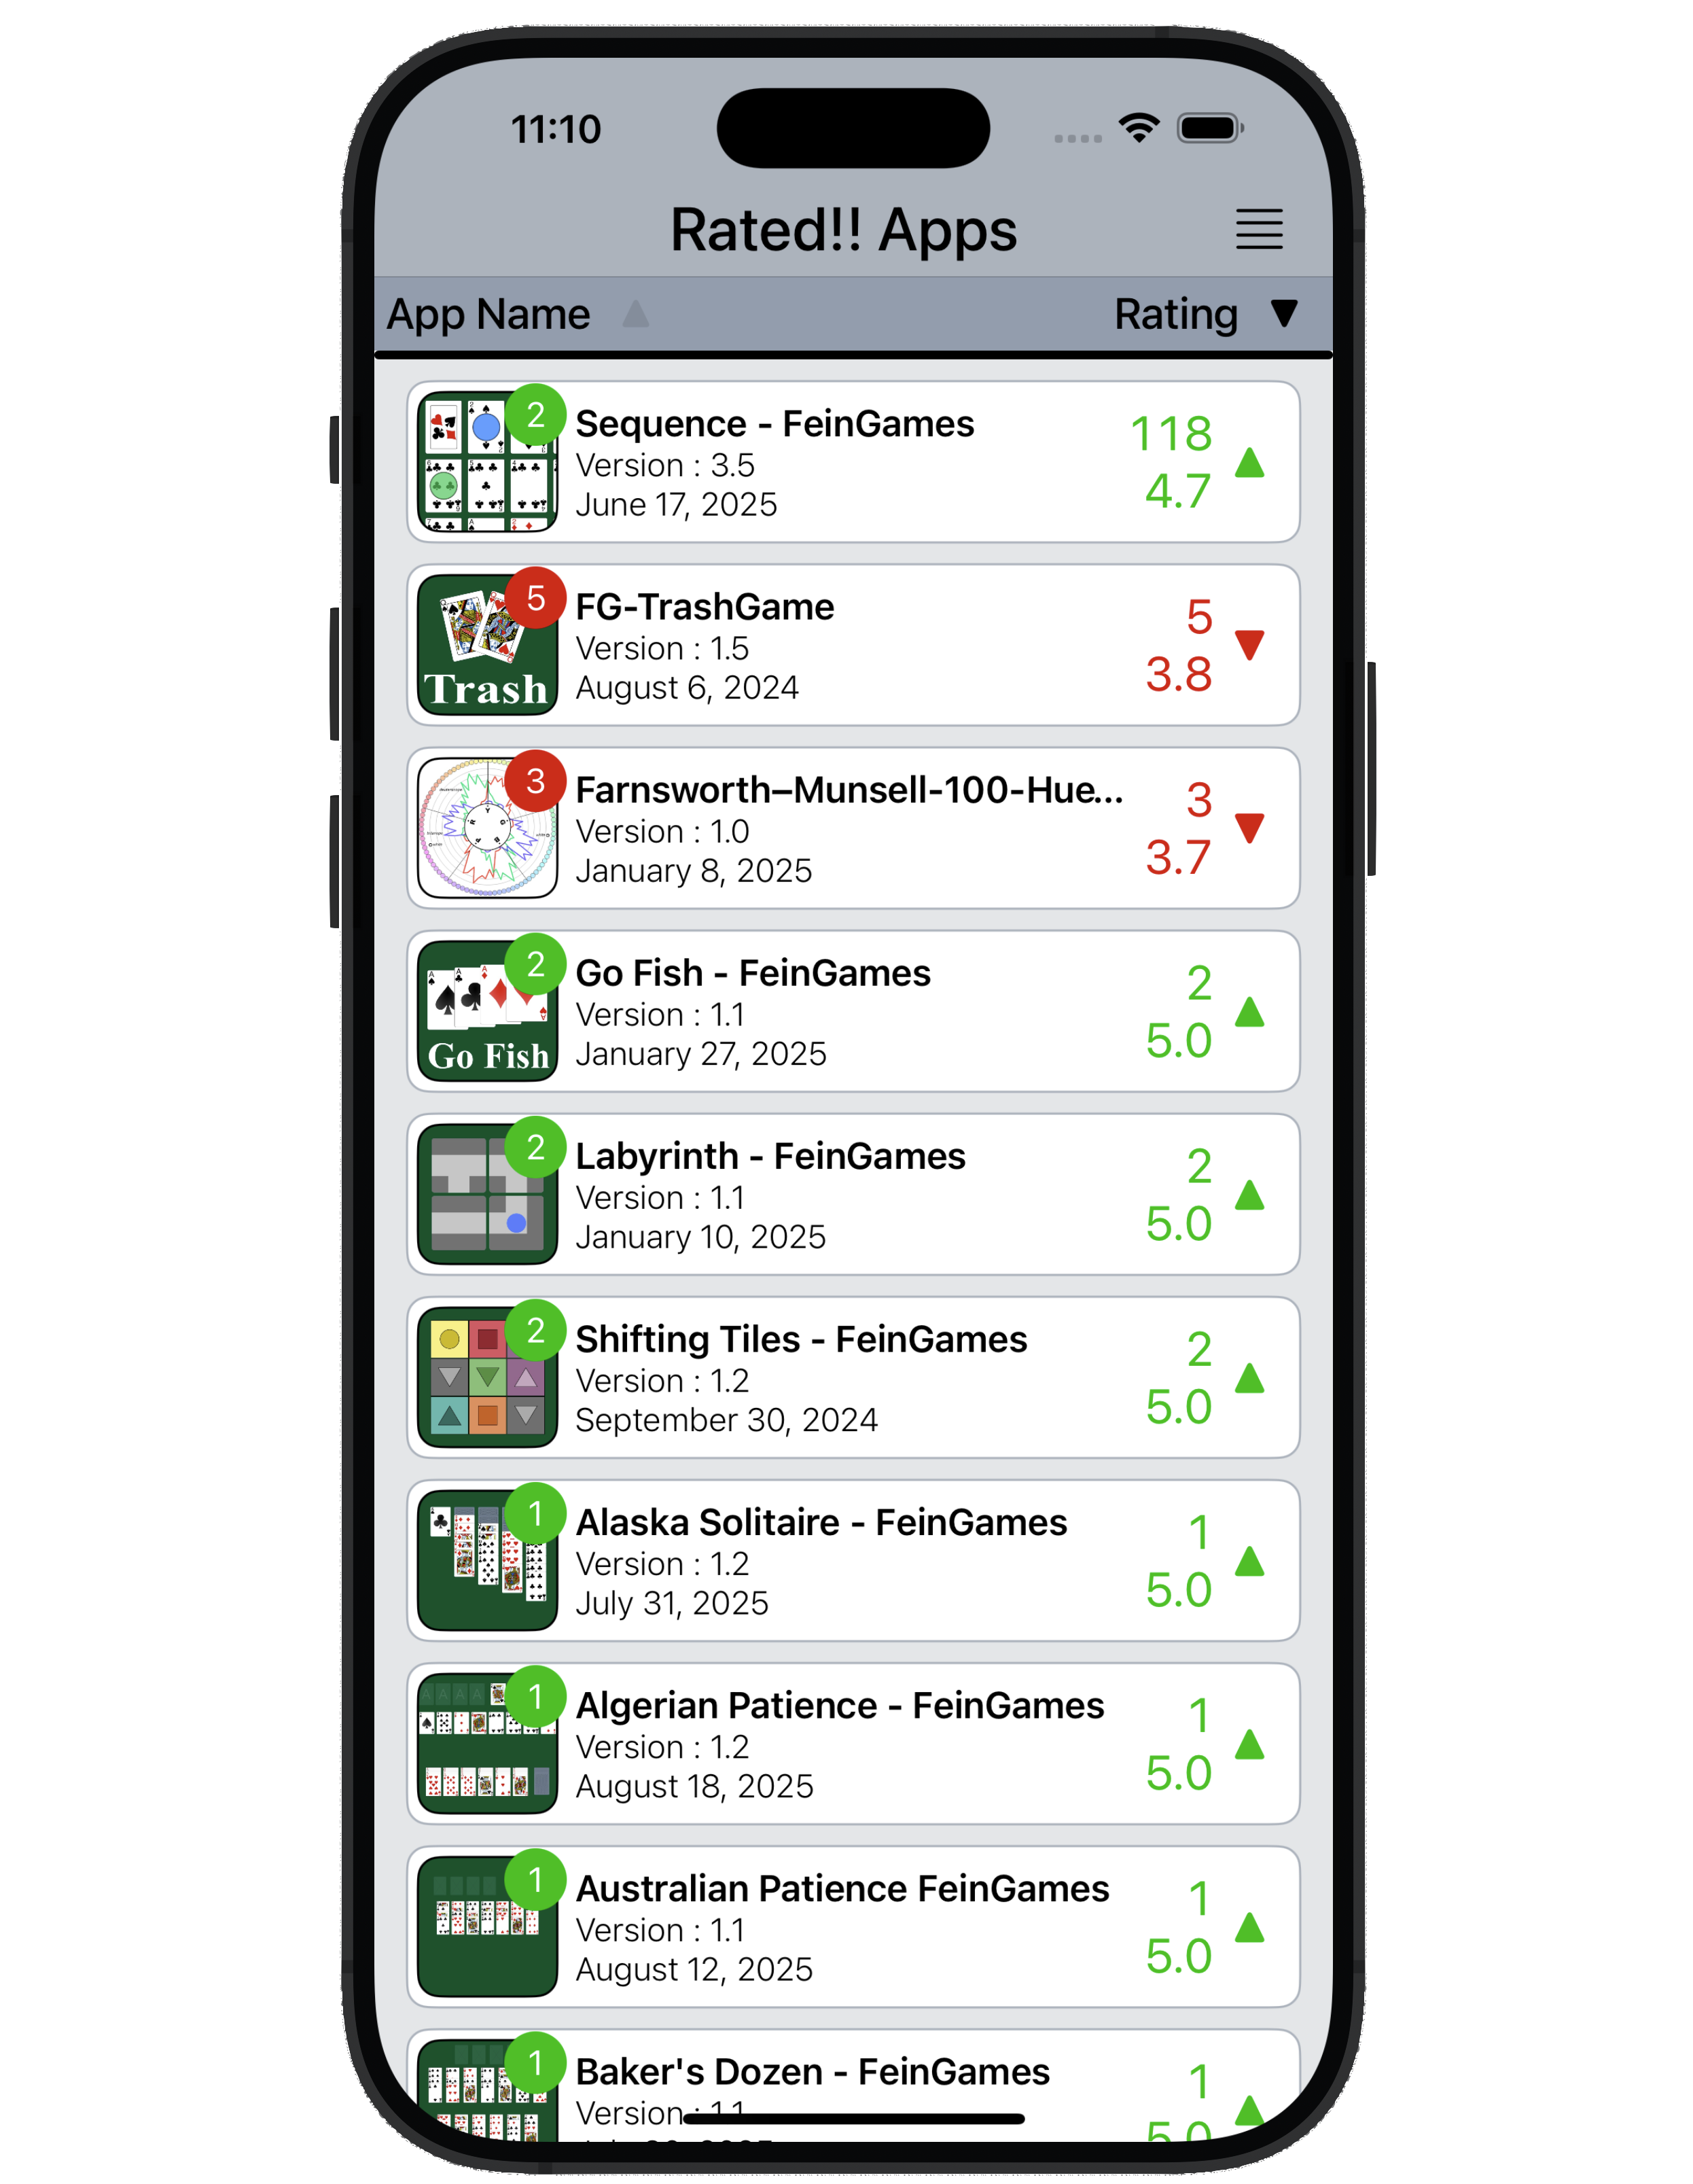 11:10
Rated!! Apps
App Name
Rating
2
Sequence - FeinGames
Version : 3.5
June 17, 2025
118
4.7
5
Trash
FG-TrashGame
Version : 1.5
August 6, 2024
5
3.8
3
Farnsworth–Munsell-100-Hue...
Version : 1.0
January 8, 2025
3
3.7
2
Go Fish
Go Fish - FeinGames
Version : 1.1
January 27, 2025
2
5.0
2
Labyrinth - FeinGames
Version : 1.1
January 10, 2025
2
5.0
2
Shifting Tiles - FeinGames
Version : 1.2
September 30, 2024
2
5.0
1
Alaska Solitaire - FeinGames
Version : 1.2
July 31, 2025
1
5.0
1
Algerian Patience - FeinGames
Version : 1.2
August 18, 2025
1
5.0
1
Australian Patience FeinGames
Version : 1.1
August 12, 2025
1
5.0
1
Baker's Dozen - FeinGames
Version : 1.1
1
5.0